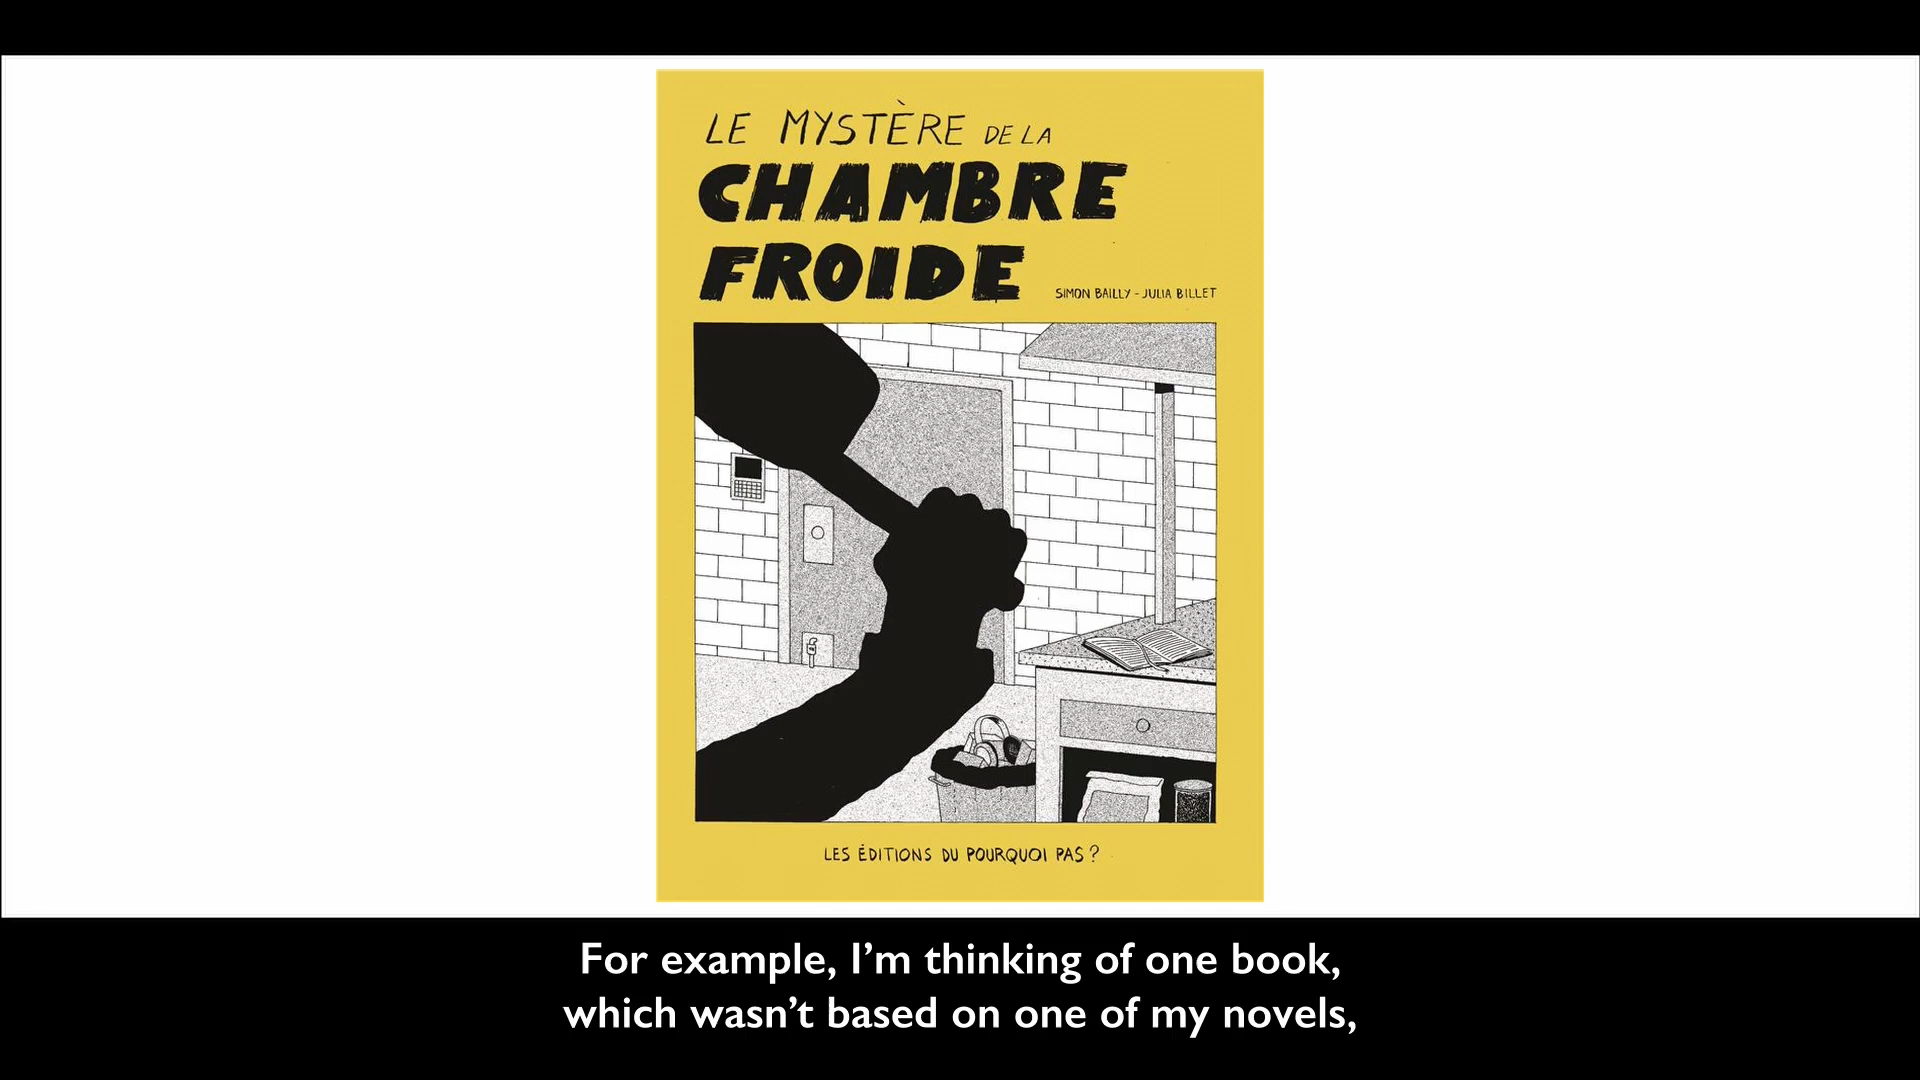 LE MYSTÈRE DE LA
CHAMBRE
FROIDE
SIMON BAILLY - JULIA BILLET
LES ÉDITIONS DU POURQUOI PAS ?
For example, I’m thinking of one book,
which wasn’t based on one of my novels,